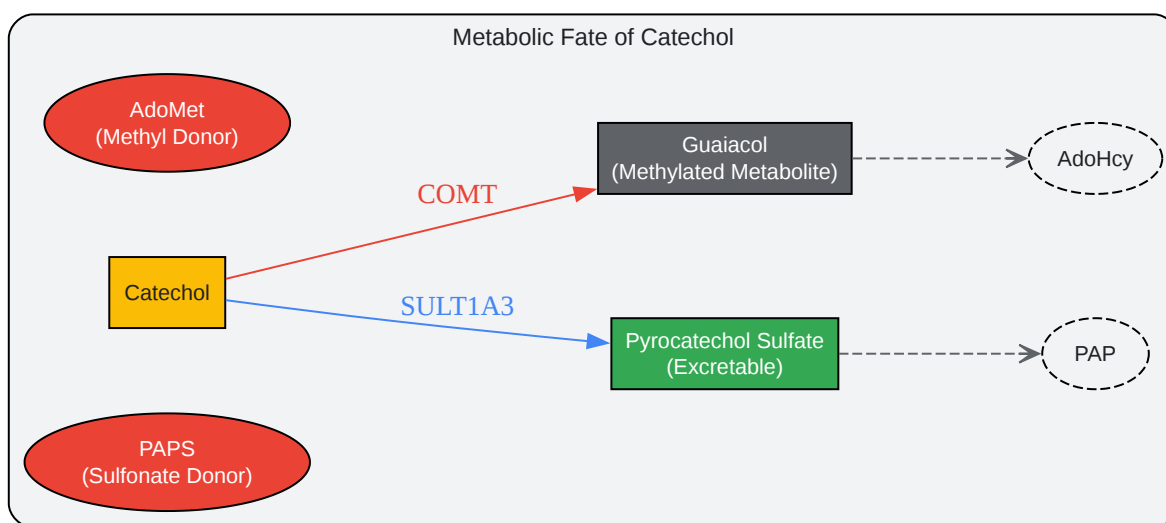 Metabolic Fate of Catechol
AdoMet
(Methyl Donor)
Guaiacol
(Methylated Metabolite)
AdoHcy
COMT
Catechol
SULT1A3
Pyrocatechol Sulfate
(Excretable)
PAP
PAPS
(Sulfonate Donor)